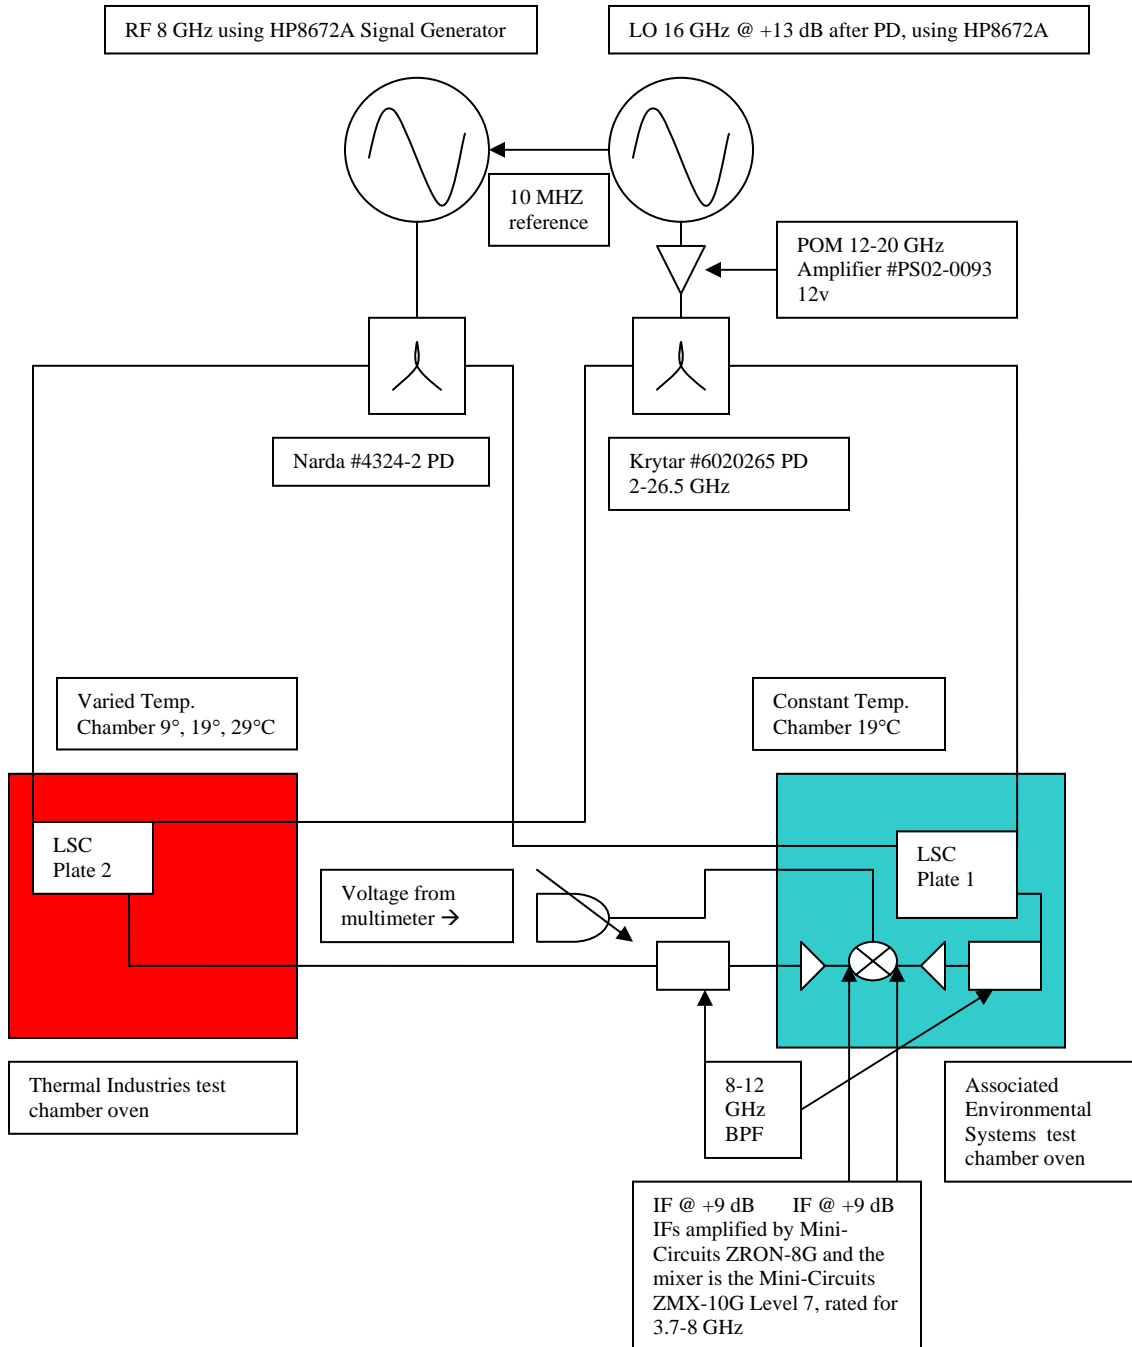 RF 8 GHz using HP8672A Signal Generator
LO 16 GHz @ +13 dB after PD, using HP8672A
10 MHZ
reference
POM 12-20 GHz
Amplifier #PS02-0093
12v
Narda #4324-2 PD
Krytar #6020265 PD
2-26.5 GHz
Varied Temp.
Chamber 9°, 19°, 29°C
Constant Temp.
Chamber 19°C
LSC
Plate 2
LSC
Plate 1
Voltage from
multimeter →
Thermal Industries test
chamber oven
8-12
GHz
BPF
Associated
Environmental
Systems  test
chamber oven
IF @ +9 dB      IF @ +9 dB
IFs amplified by Mini-
Circuits ZRON-8G and the
mixer is the Mini-Circuits
ZMX-10G Level 7, rated for
3.7-8 GHz